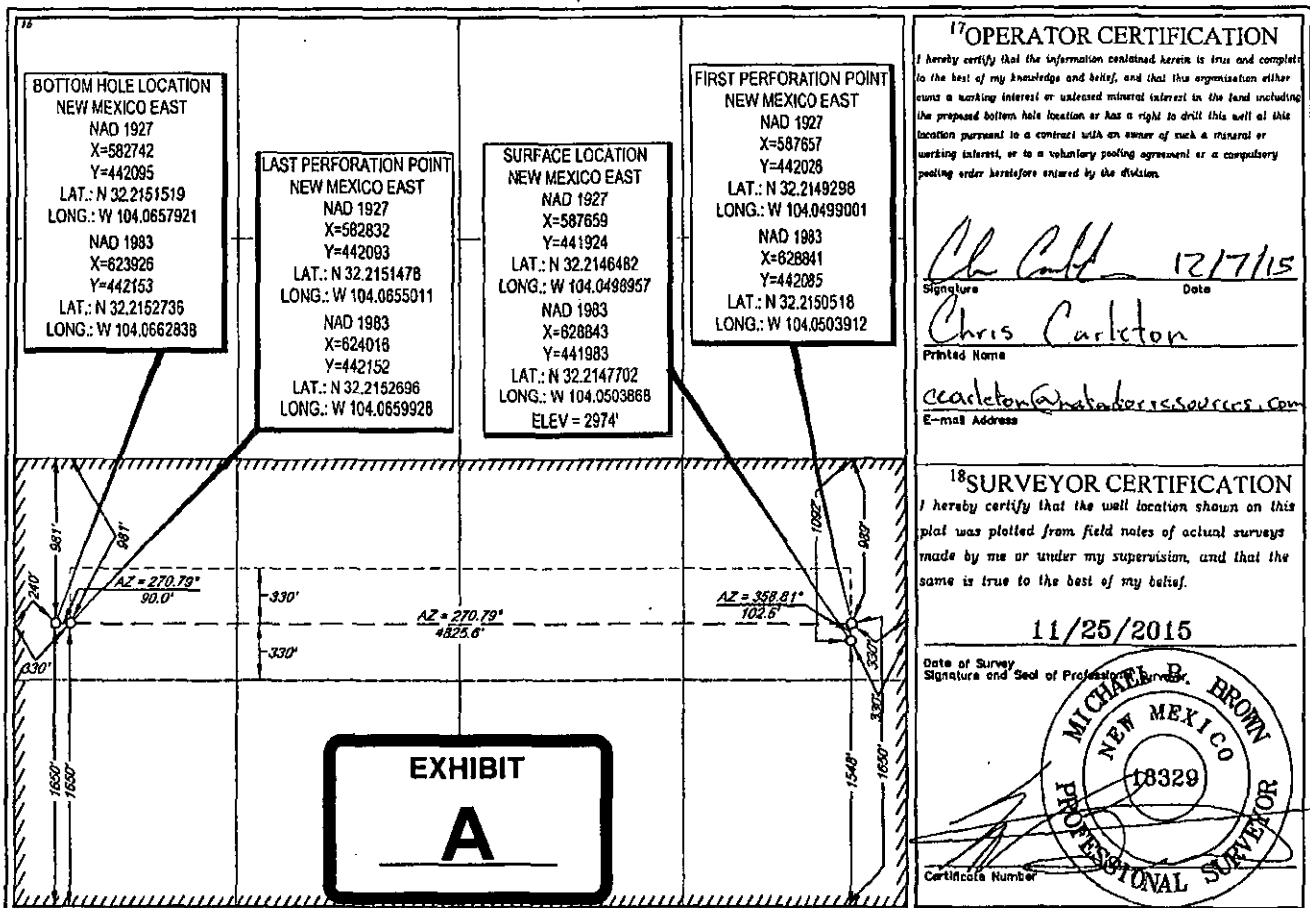 16
BOTTOM HOLE LOCATION
NEW MEXICO EAST
NAD 1927
X=582742
Y=442095
LAT.: N 32.2151519
LONG.: W 104.0657921
NAD 1983
X=623926
Y=442153
LAT.: N 32.2152736
LONG.: W 104.0662838
LAST PERFORATION POINT
NEW MEXICO EAST
NAD 1927
X=582832
Y=442093
LAT.: N 32.2151478
LONG.: W 104.0655011
NAD 1983
X=624016
Y=442152
LAT.: N 32.2152696
LONG.: W 104.0659928
SURFACE LOCATION
NEW MEXICO EAST
NAD 1927
X=587659
Y=441924
LAT.: N 32.2146482
LONG.: W 104.0498957
NAD 1983
X=628843
Y=441983
LAT.: N 32.2147702
LONG.: W 104.0503868
ELEV = 2974'
FIRST PERFORATION POINT
NEW MEXICO EAST
NAD 1927
X=587657
Y=442028
LAT.: N 32.2149298
LONG.: W 104.0499001
NAD 1983
X=628841
Y=442085
LAT.: N 32.2150518
LONG.: W 104.0503912
981'
981'
240'
330'
AZ = 270.79°
90.0'
330'
330'
AZ = 270.79°
4825.6'
AZ = 358.81°
102.6'
1092'
989'
330'
330'
1650'
1650'
1548'
1650'
EXHIBIT
A
17 OPERATOR CERTIFICATION
I hereby certify that the information contained herein is true and complete
to the best of my knowledge and belief, and that this organization either
owns a working interest or unleased mineral interest in the land including
the proposed bottom hole location or has a right to drill this well at this
location pursuant to a contract with an owner of such a mineral or
working interest, or to a voluntary pooling agreement or a compulsory
pooling order heretofore entered by the division.
12/7/15
Signature Date
Chris Carleton
Printed Name
ccarleton@matadorresources.com
E-mail Address
18 SURVEYOR CERTIFICATION
I hereby certify that the well location shown on this
plat was plotted from field notes of actual surveys
made by me or under my supervision, and that the
same is true to the best of my belief.
11/25/2015
Date of Survey
Signature and Seal of Professional Surveyor:
MICHAEL B. BROWN
NEW MEXICO
18329
PROFESSIONAL SURVEYOR
Certificate Number